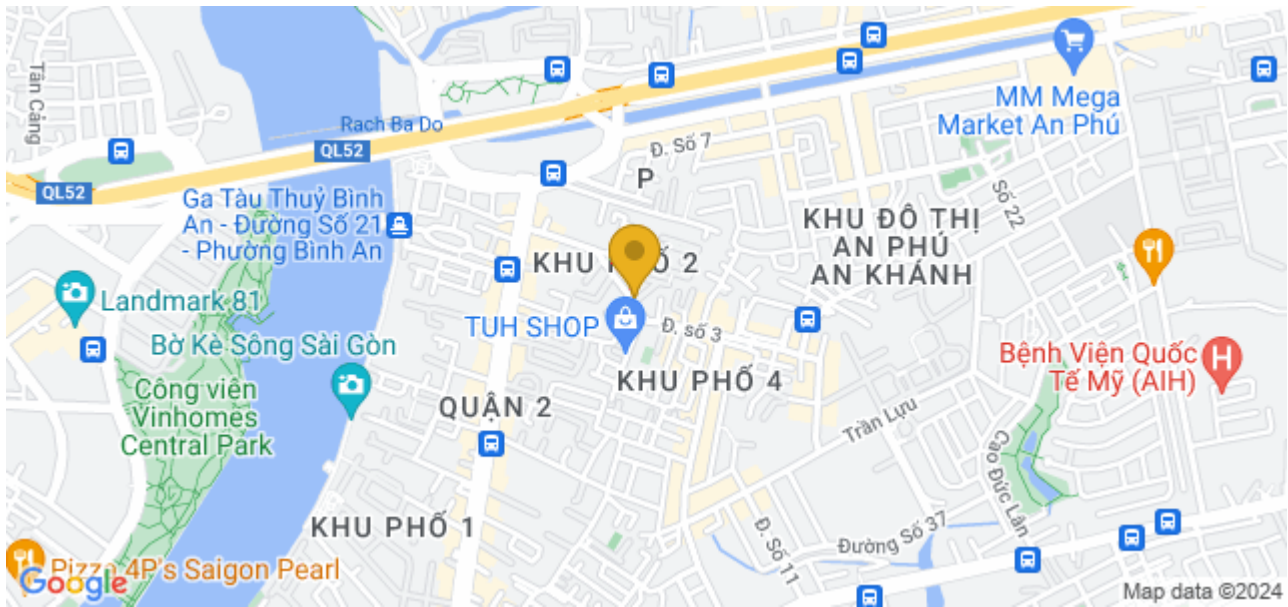 Tân Cảng
Rach Ba Do
QL52
QL52
Đ. Số 7
P
MM Mega
Market An Phú
Số 22
Ga Tàu Thuỷ Bình
An - Đường Số 21
- Phường Bình An
KHU PHỐ 2
KHU ĐÔ THỊ
AN PHÚ
AN KHÁNH
Landmark 81
TUH SHOP
Đ. số 3
Bờ Kè Sông Sài Gòn
Bệnh Viện Quốc
Tế Mỹ (AIH)
KHU PHỐ 4
Công viên
Vinhomes
Central Park
QUẬN 2
Trần Lựu
Cao Đức Lân
KHU PHỐ 1
Đ. Số 11
Đường Số 37
Pizza 4P's Saigon Pearl
Google
Map data ©2024